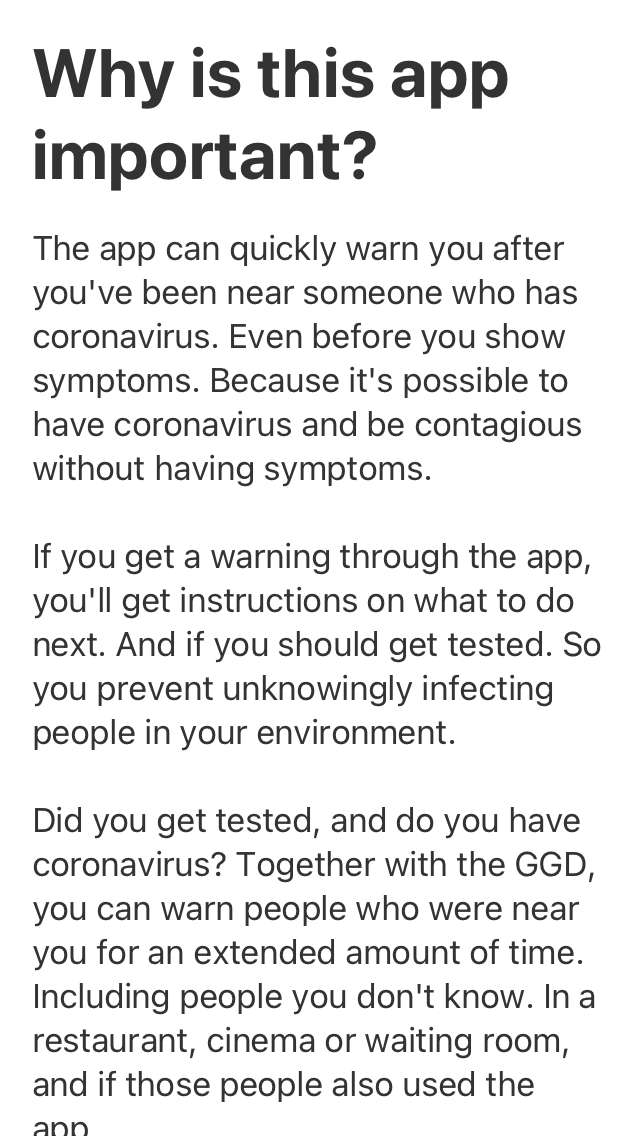 Why is this app
important?
The app can quickly warn you after
you've been near someone who has
coronavirus. Even before you show
symptoms. Because it's possible to
have coronavirus and be contagious
without having symptoms.
If you get a warning through the app,
you'll get instructions on what to do
next. And if you should get tested. So
you prevent unknowingly infecting
people in your environment.
Did you get tested, and do you have
coronavirus? Together with the GGD,
you can warn people who were near
you for an extended amount of time.
Including people you don't know. In a
restaurant, cinema or waiting room,
and if those people also used the
app